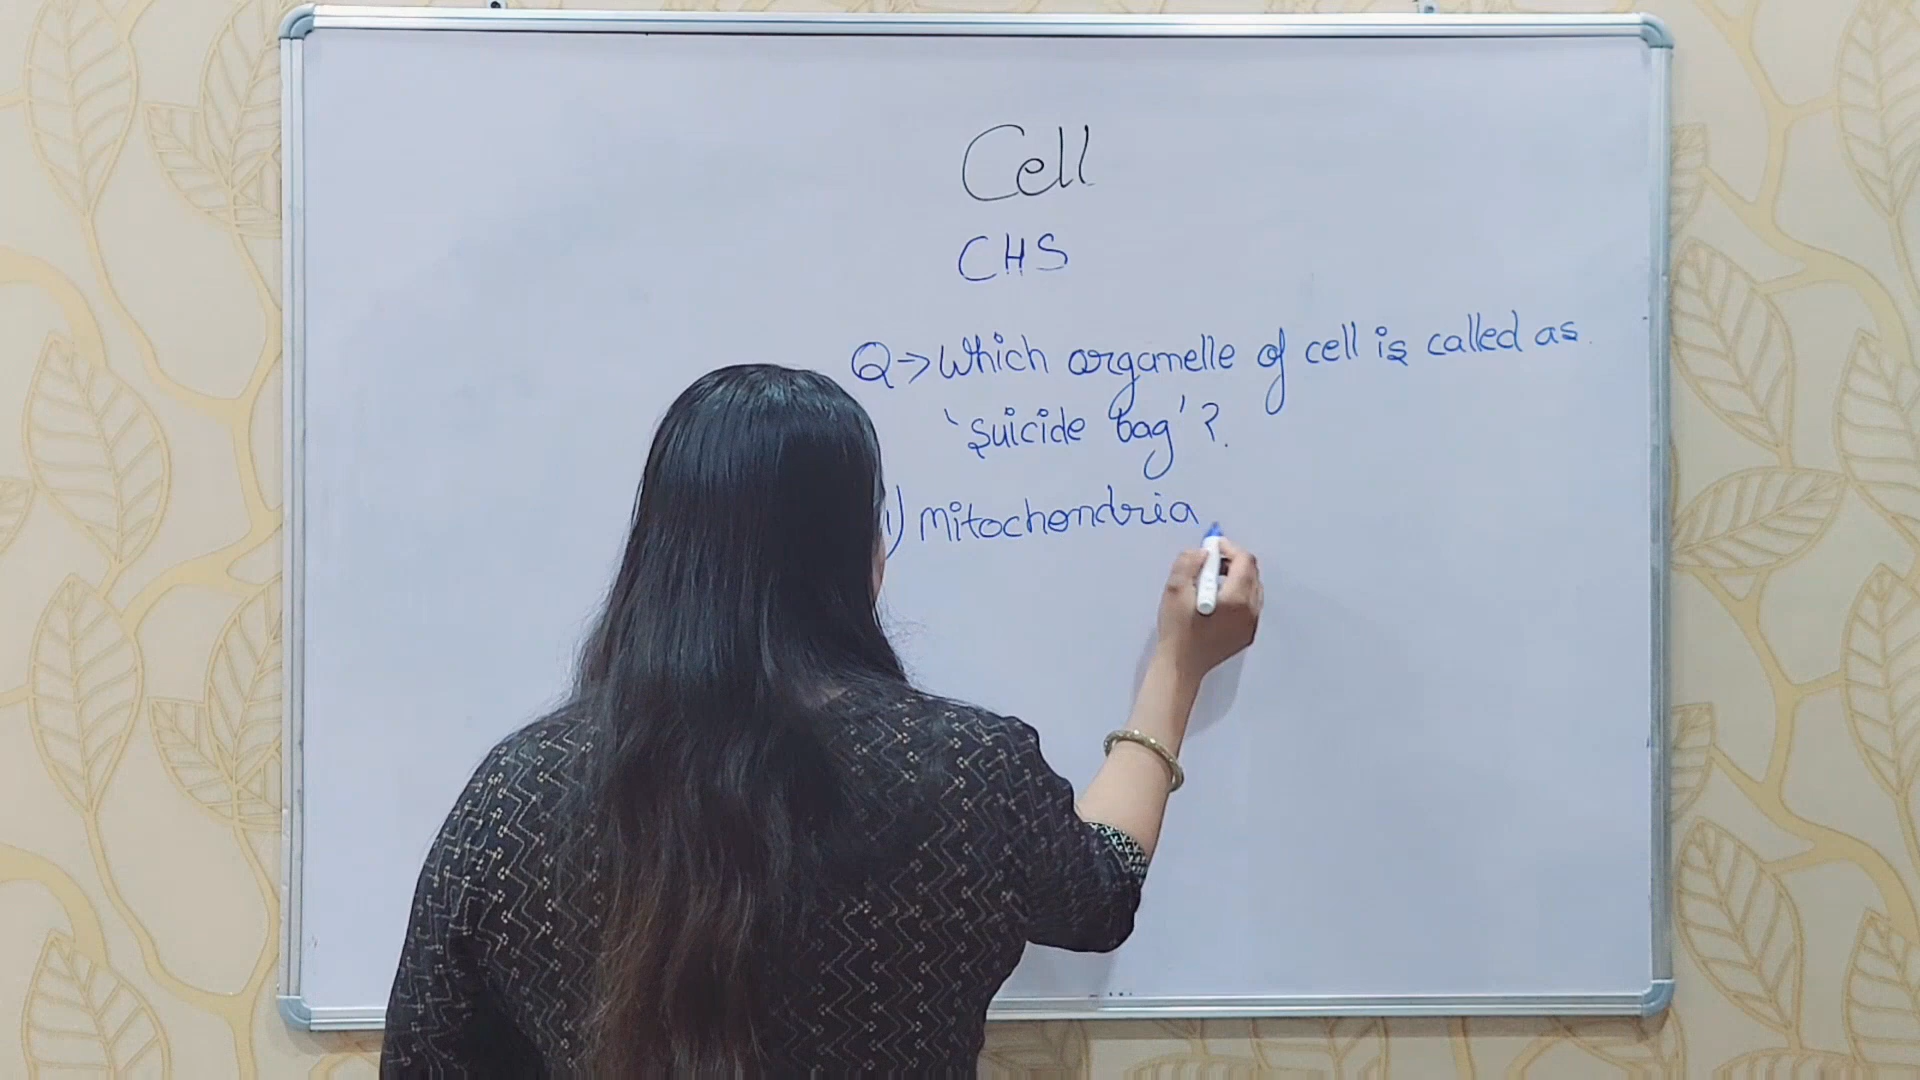 Cell
CHS
Q→ Which organelle of cell is called as
'suicide bag'?
1) Mitochondria